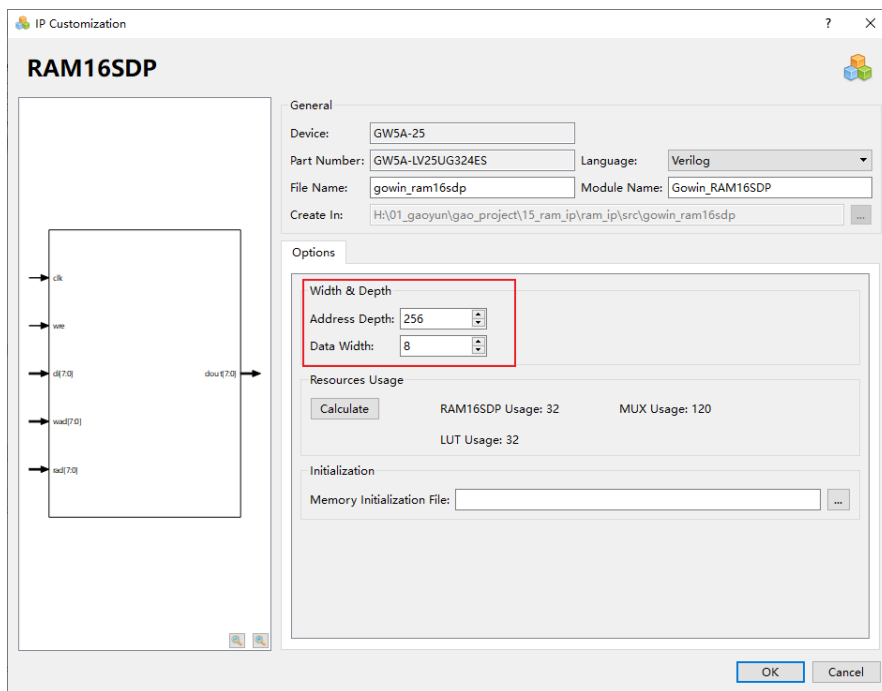 IP Customization
? ×
RAM16SDP
clk
wre
di[7:0]
dout[7:0]
wad[7:0]
rad[7:0]
General
Device: GW5A-25
Part Number: GW5A-LV25UG324ES Language: Verilog
File Name: gowin_ram16sdp Module Name: Gowin_RAM16SDP
Create In: H:\01_gaoyun\gao_project\15_ram_ip\ram_ip\src\gowin_ram16sdp ...
Options
Width & Depth
Address Depth: 256
Data Width: 8
Resources Usage
Calculate RAM16SDP Usage: 32 MUX Usage: 120
LUT Usage: 32
Initialization
Memory Initialization File: ...
OK Cancel